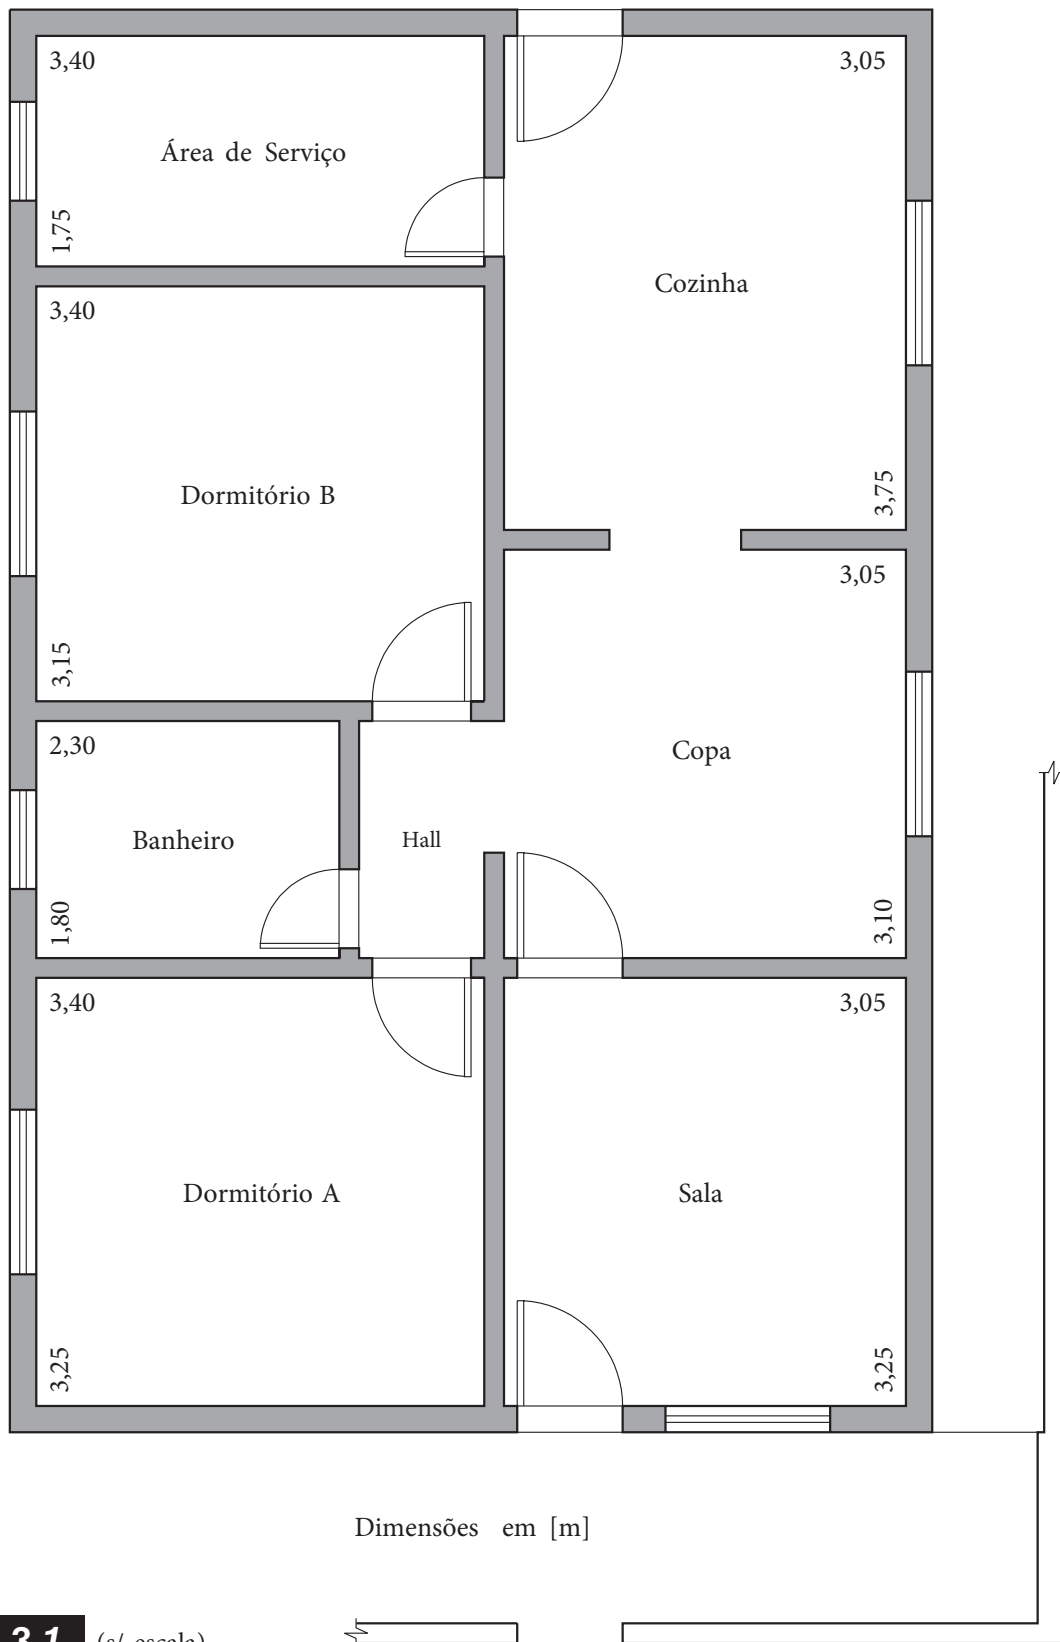 3,40
3,05
Área de Serviço
1,75
Cozinha
3,40
3,75
Dormitório B
3,05
3,15
2,30
Copa
Banheiro
Hall
1,80
3,10
3,40
3,05
Dormitório A
Sala
3,25
3,25
Dimensões em [m]
3.1 (s/ escala)